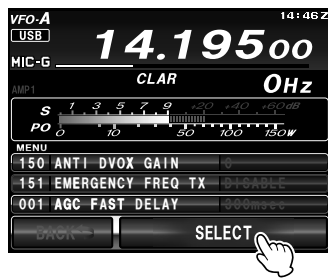 VFO-A 14:46Z
USB 14.19500
MIC-G
CLAR 0Hz
AMP1
S 1 3 5 7 9 +20 +40 +60dB
PO 0 10 50 100 150W
MENU
150 ANTI DVOX GAIN 0
151 EMERGENCY FREQ TX DISABLE
001 AGC FAST DELAY 300msec
BACK
SELECT